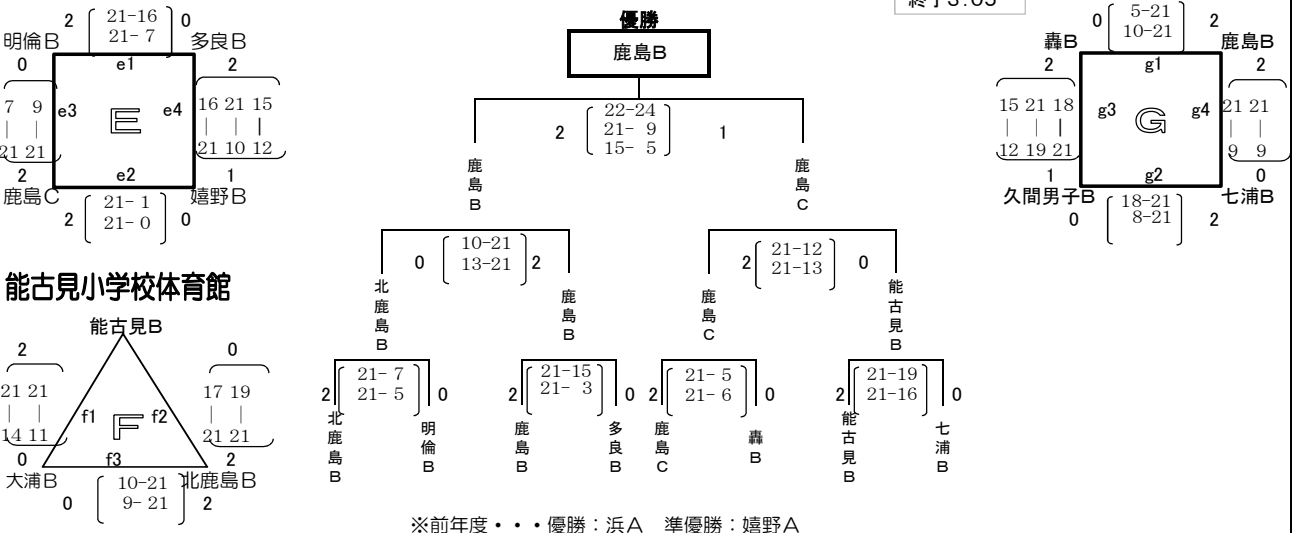 終了3:05
2 21-16 0
21- 7
明倫B 多良B
0 e1 2
7 9 e3 E e4 16 21 15
| | | | |
21 21 21 10 12
2 e2 1
鹿島C 嬉野B
2 21- 1 0
21- 0
能古見小学校体育館
能古見B
2 0
21 21 17 19
| | f1 F f2 | |
14 11 21 21
0 f3 2
大浦B 北鹿島B
0 10-21 2
9- 21
優勝
鹿島B
2 22-24 1
21- 9
15- 5
鹿島B 鹿島C
0 10-21 2
13-21
2 21-12 0
21-13
北鹿島B 鹿島B 鹿島C 能古見B
2 21- 7 0
21- 5
2 21-15 0
21- 3
2 21- 5 0
21- 6
2 21-19 0
21-16
北鹿島B 明倫B 鹿島B 多良B 鹿島C 轟B 能古見B 七浦B
※前年度・・・優勝：浜A 準優勝：嬉野A
0 5-21 2
10-21
轟B 鹿島B
2 g1 2
15 21 18 g3 G g4 21 21
| | | | |
12 19 21 9 9
1 g2 0
久間男子B 七浦B
0 18-21 2
8-21